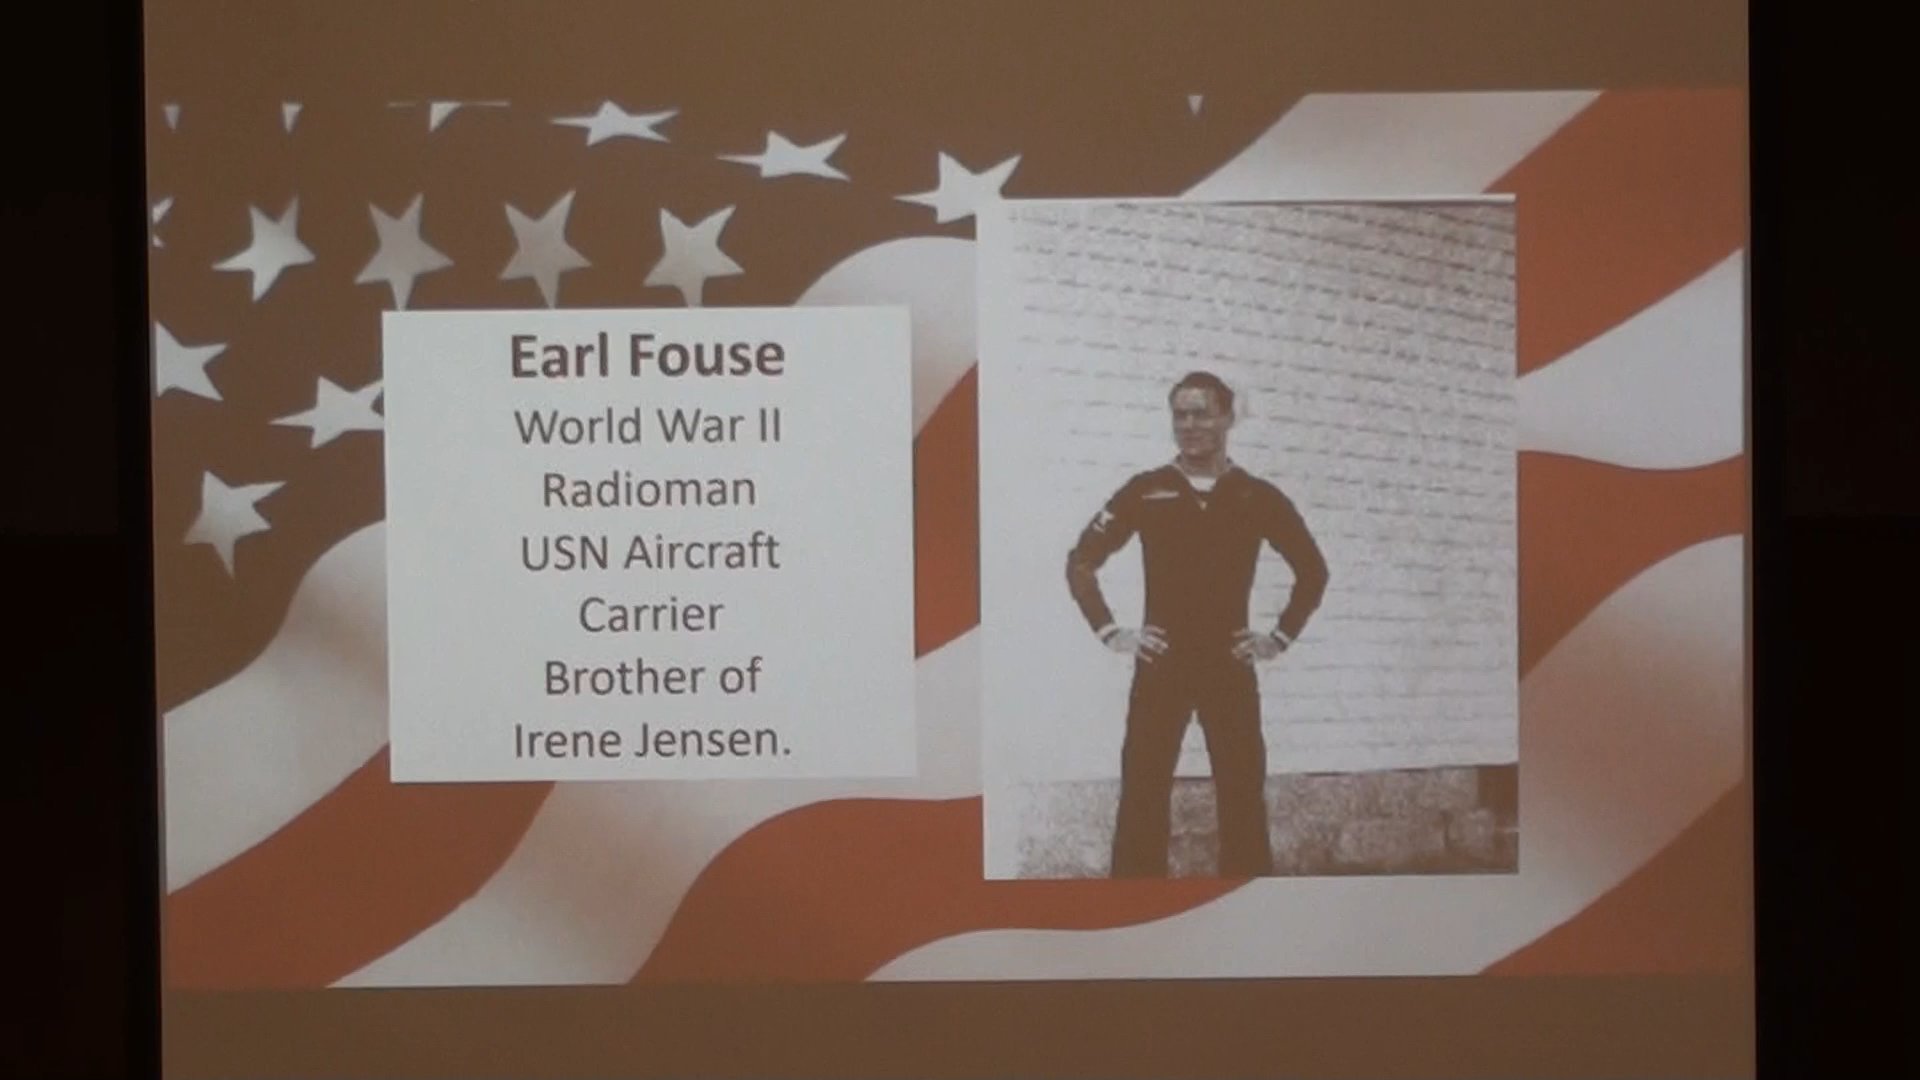 Earl Fouse
World War II
Radioman
USN Aircraft
Carrier
Brother of
Irene Jensen.